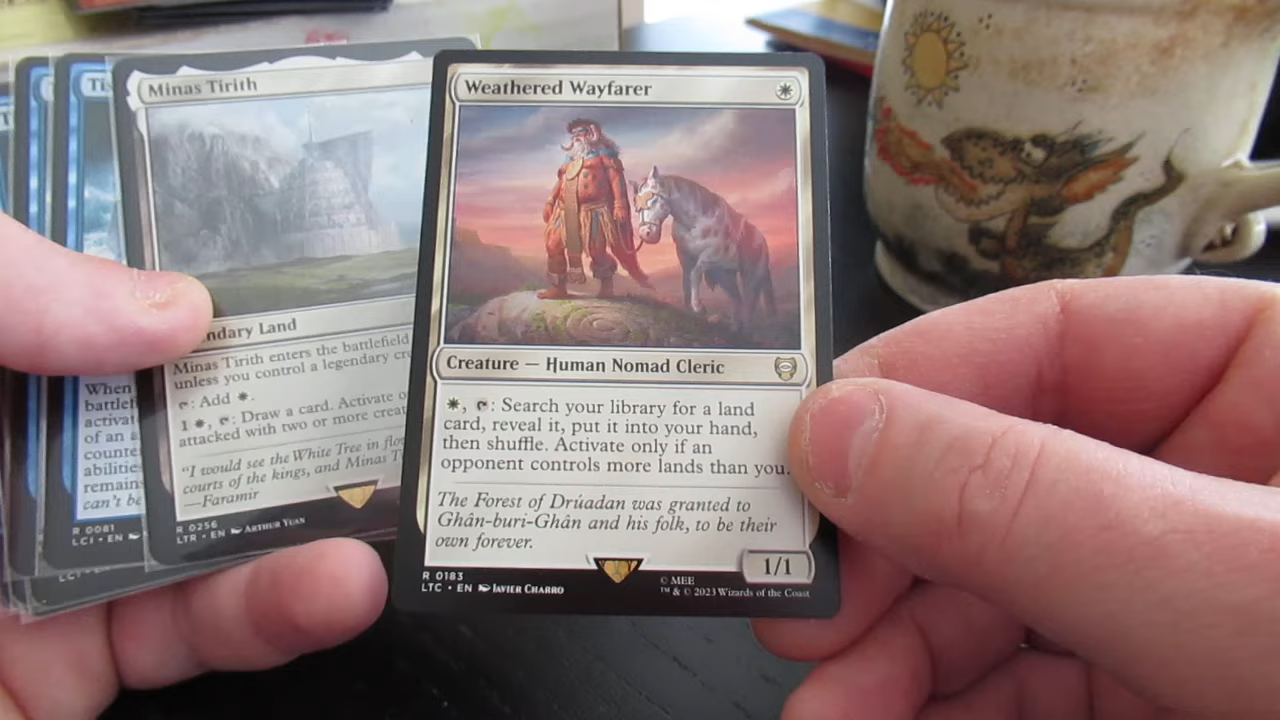 Minas Tirith
ndary Land
Minas Tirith enters the battlefield
unless you control a legendary cr
: Add
1 , : Draw a card. Activate o
attacked with two or more creat
"I would see the White Tree in flo
courts of the kings, and Minas T
—Faramir
R 0256
LTR • EN ARTHUR YUAN
When
battlef
activat
of an a
counte
abilities
remains
can't be
R 0081
LCI • EN
Weathered Wayfarer
Creature — Human Nomad Cleric
, : Search your library for a land
card, reveal it, put it into your hand,
then shuffle. Activate only if an
opponent controls more lands than you.
The Forest of Drúadan was granted to
Ghân-buri-Ghân and his folk, to be their
own forever.
1/1
R 0183
LTC • EN JAVIER CHARRO
© MEE
™ & © 2023 Wizards of the Coast